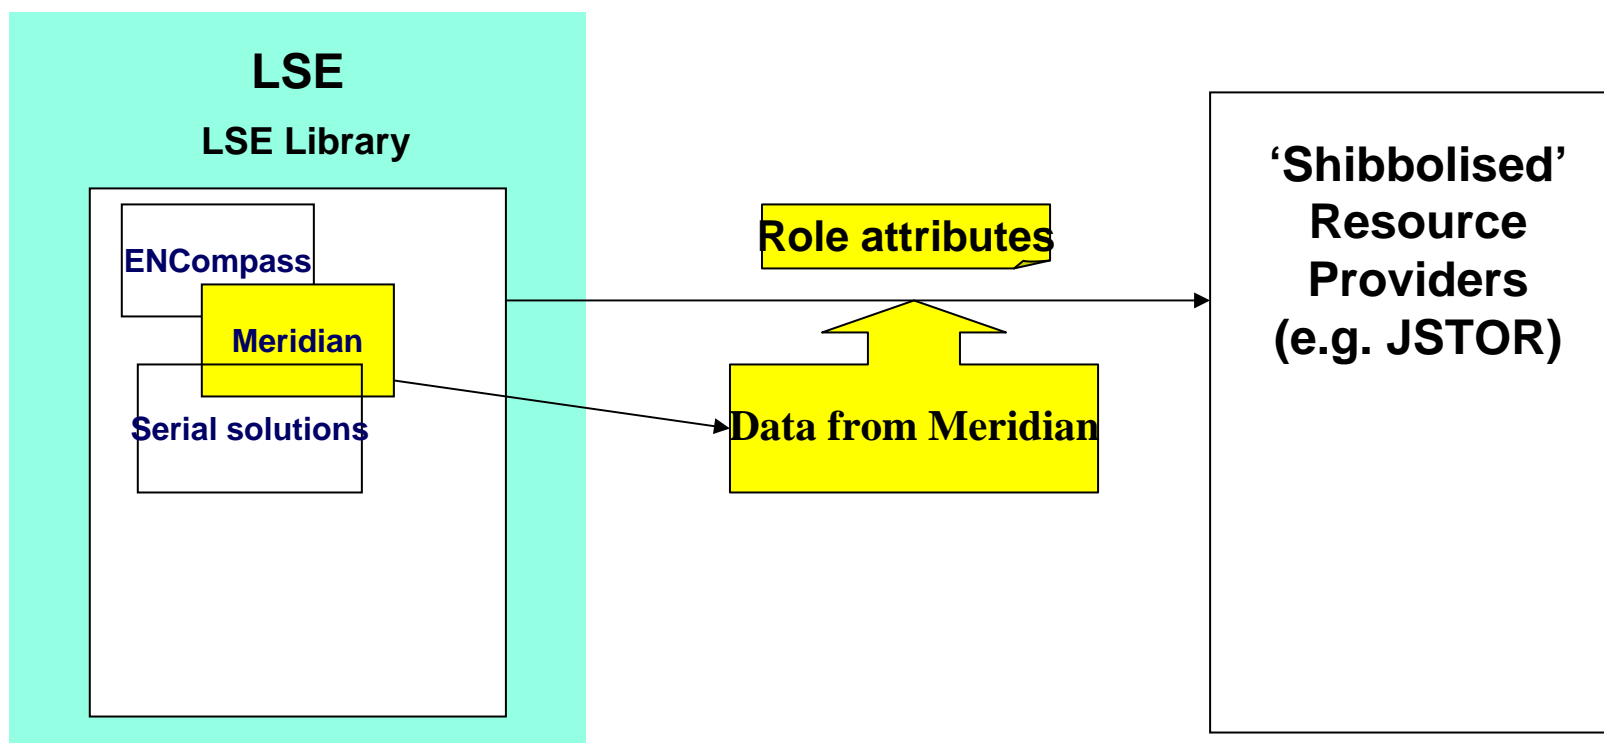 LSE
LSE Library
ENCompass
Meridian
Serial solutions
Role attributes
Data from Meridian
‘Shibbolised’
Resource
Providers
(e.g. JSTOR)